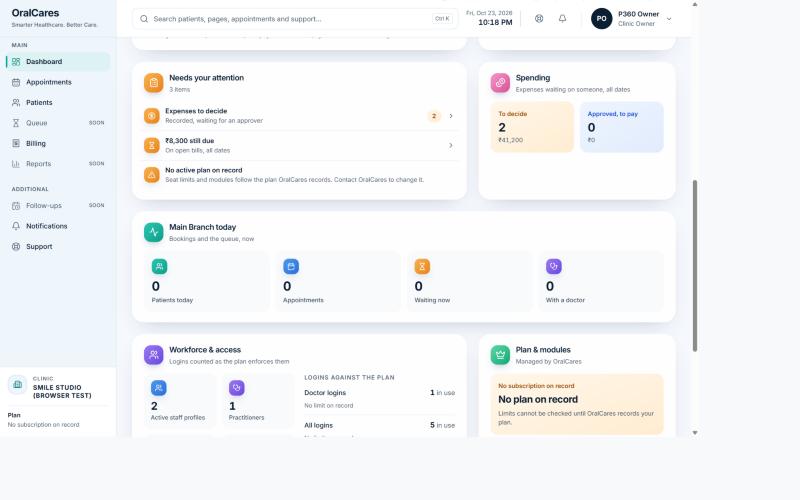 OralCares
Smarter Healthcare. Better Care.
MAIN
Dashboard
Appointments
Patients
Queue SOON
Billing
Reports SOON
ADDITIONAL
Follow-ups SOON
Notifications
Support
CLINIC
SMILE STUDIO
(BROWSER TEST)
Plan
No subscription on record
Search patients, pages, appointments and support...
Ctrl K
Fri, Oct 23, 2026
10:18 PM
PO
P360 Owner
Clinic Owner
Needs your attention
3 items
Expenses to decide
Recorded, waiting for an approver
2
₹8,300 still due
On open bills, all dates
No active plan on record
Seat limits and modules follow the plan OralCares records. Contact OralCares to change it.
Spending
Expenses waiting on someone, all dates
To decide
2
₹41,200
Approved, to pay
0
₹0
Main Branch today
Bookings and the queue, now
0
Patients today
0
Appointments
0
Waiting now
0
With a doctor
Workforce & access
Logins counted as the plan enforces them
2
Active staff profiles
1
Practitioners
LOGINS AGAINST THE PLAN
Doctor logins 1 in use
No limit on record
All logins 5 in use
Plan & modules
Managed by OralCares
No subscription on record
No plan on record
Limits cannot be checked until OralCares records your
plan.